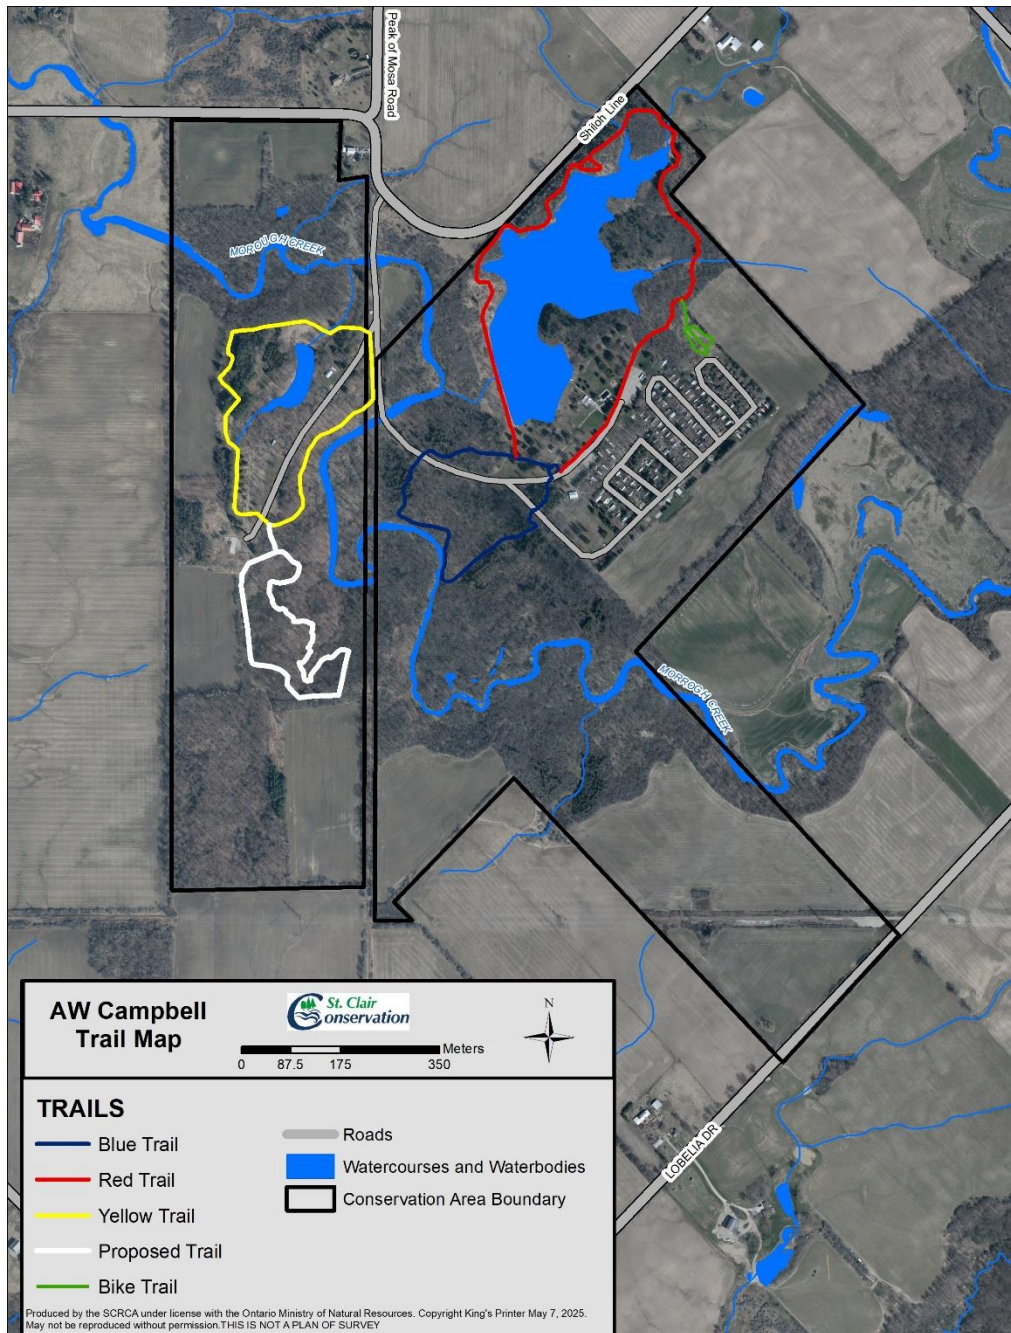 Peak of Mosa Road
Shiloh Line
MOROUGH CREEK
MORROGH CREEK
LOBELIA DR
AW Campbell
Trail Map
St. Clair
Conservation
N
Meters
0 87.5 175 350
TRAILS
Blue Trail
Red Trail
Yellow Trail
Proposed Trail
Bike Trail
Roads
Watercourses and Waterbodies
Conservation Area Boundary
Produced by the SCRCA under license with the Ontario Ministry of Natural Resources. Copyright King's Printer May 7, 2025.
May not be reproduced without permission.THIS IS NOT A PLAN OF SURVEY